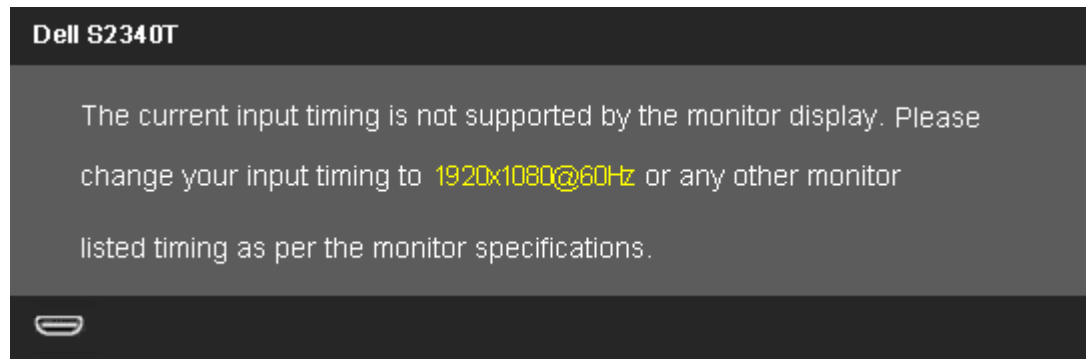 Dell S2340T
The current input timing is not supported by the monitor display. Please
change your input timing to 1920x1080@60Hz or any other monitor
listed timing as per the monitor specifications.